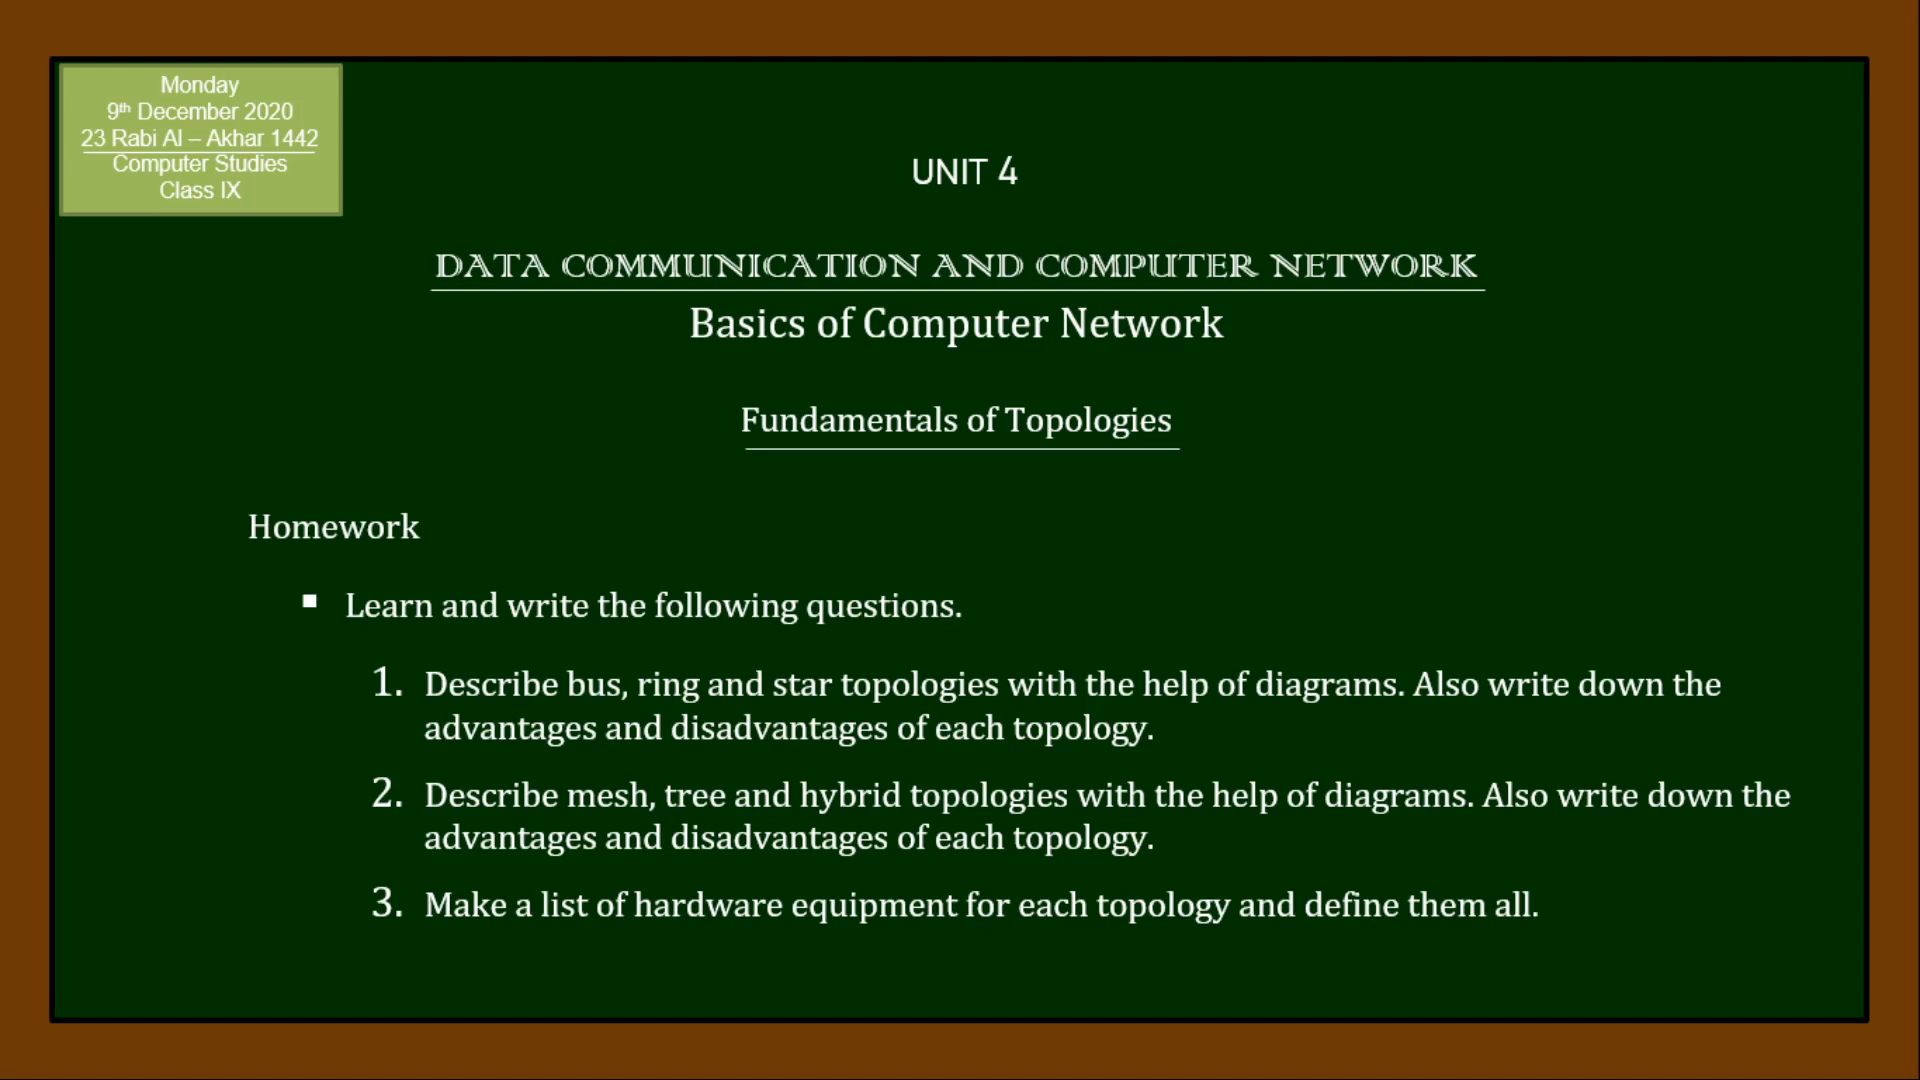 Monday
9th December 2020
23 Rabi Al – Akhar 1442
Computer Studies
Class IX
UNIT 4
DATA COMMUNICATION AND COMPUTER NETWORK
Basics of Computer Network
Fundamentals of Topologies
Homework
▪ Learn and write the following questions.
1. Describe bus, ring and star topologies with the help of diagrams. Also write down the
advantages and disadvantages of each topology.
2. Describe mesh, tree and hybrid topologies with the help of diagrams. Also write down the
advantages and disadvantages of each topology.
3. Make a list of hardware equipment for each topology and define them all.